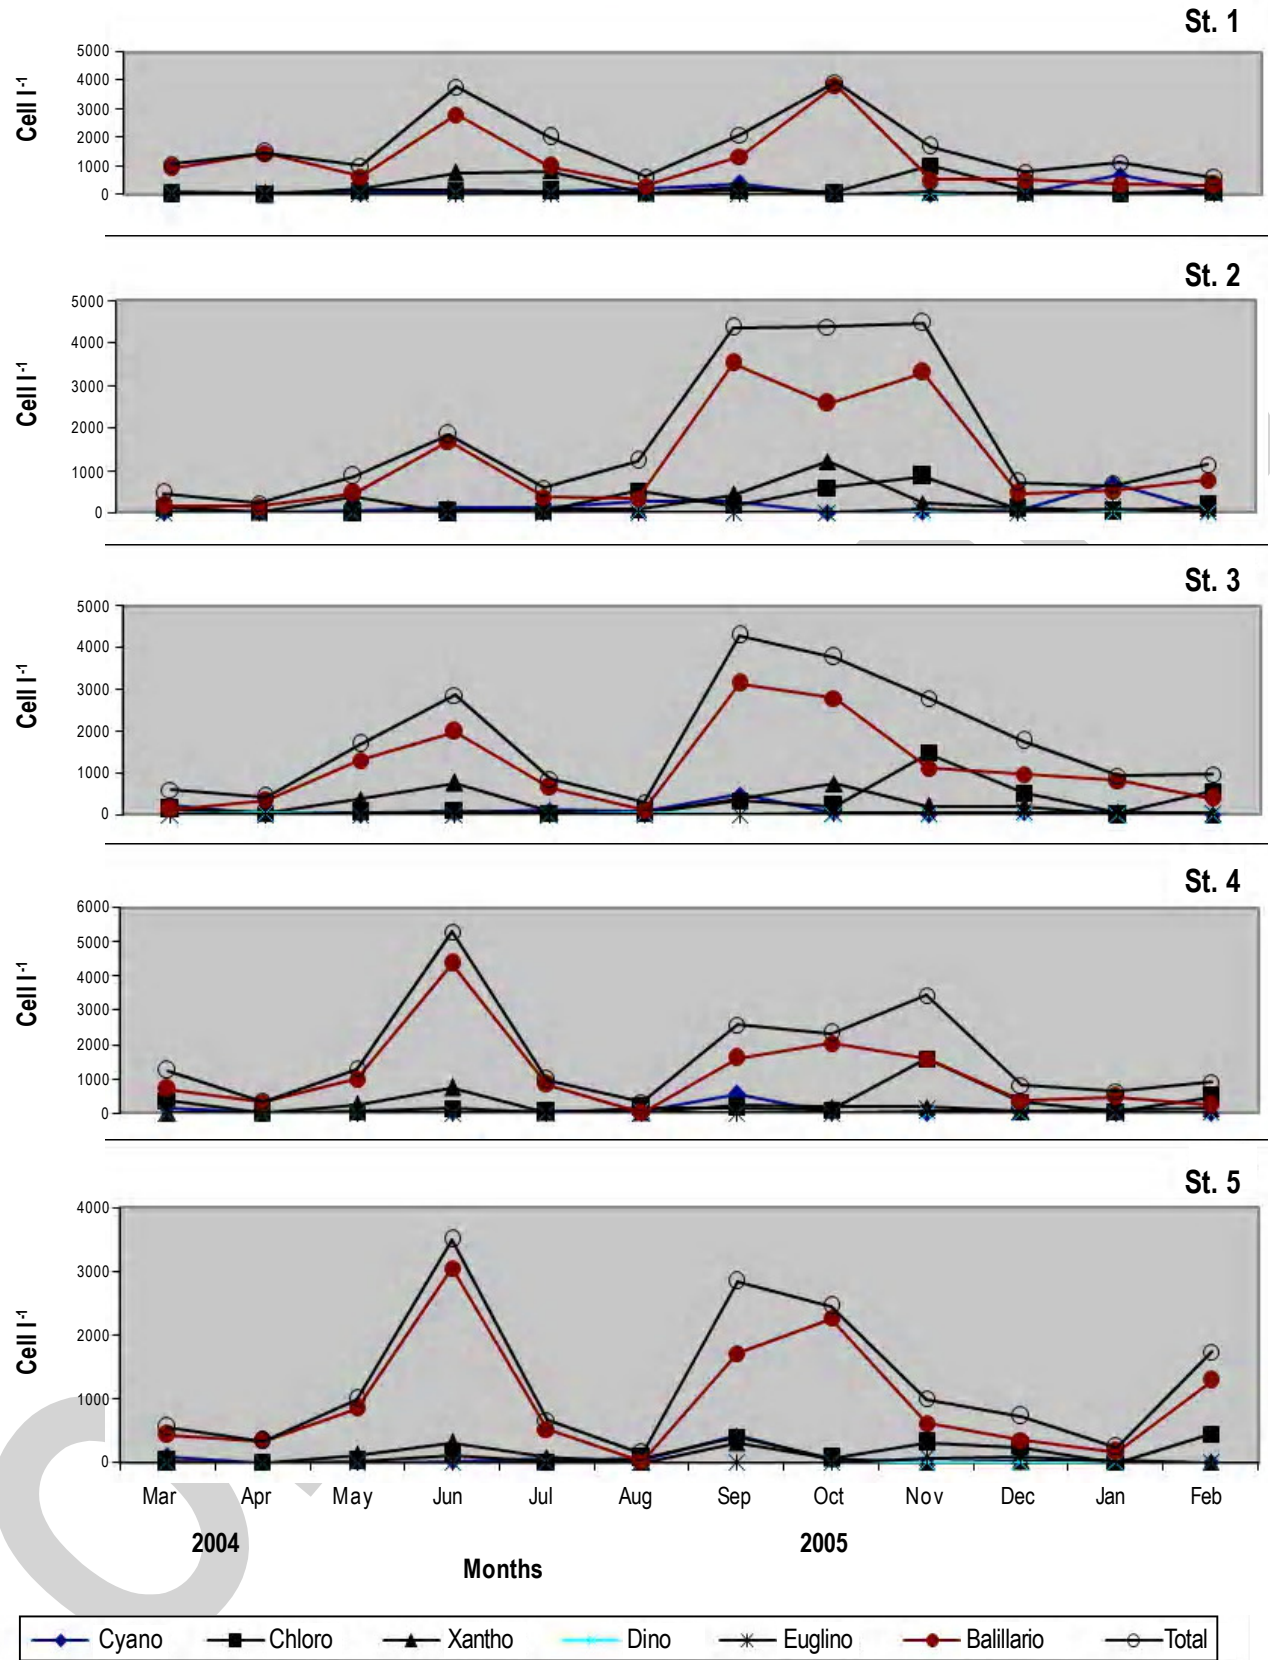 St. 1
Cell l-1
5000
4000
3000
2000
1000
0
St. 2
Cell l-1
5000
4000
3000
2000
1000
0
St. 3
Cell l-1
5000
4000
3000
2000
1000
0
St. 4
Cell l-1
6000
5000
4000
3000
2000
1000
0
St. 5
Cell l-1
4000
3000
2000
1000
0
Mar Apr May Jun Jul Aug Sep Oct Nov Dec Jan Feb
2004 2005
Months
Cyano Chloro Xantho Dino Euglino Balillario Total